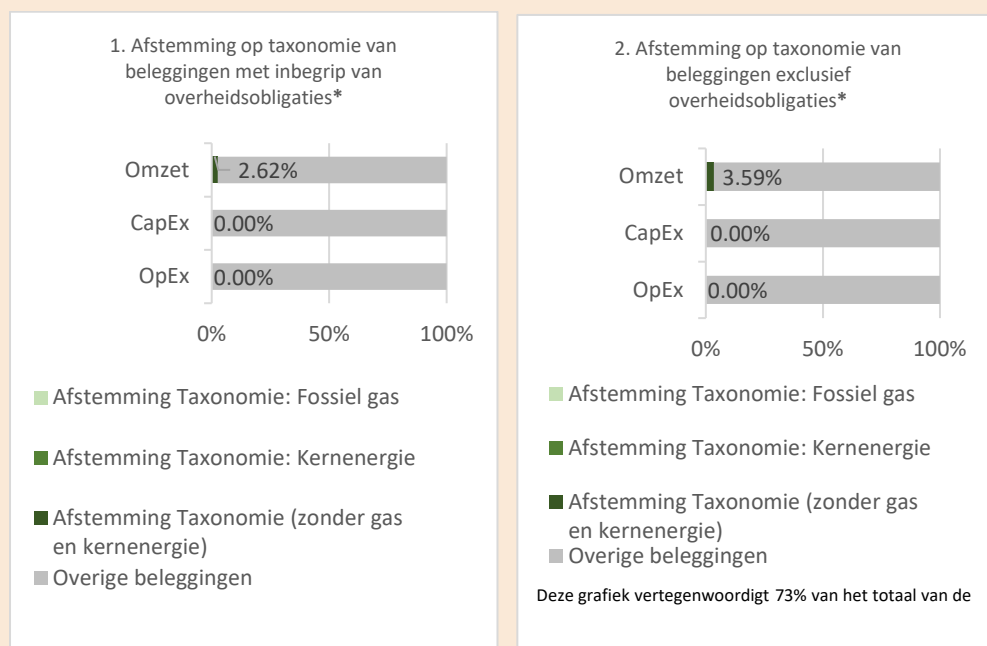 1. Afstemming op taxonomie van
beleggingen met inbegrip van
overheidsobligaties*
Omzet
2.62%
CapEx
0.00%
OpEx
0.00%
0%
50%
100%
Afstemming Taxonomie: Fossiel gas
Afstemming Taxonomie: Kernenergie
Afstemming Taxonomie (zonder gas
en kernenergie)
Overige beleggingen
2. Afstemming op taxonomie van
beleggingen exclusief
overheidsobligaties*
Omzet
3.59%
CapEx
0.00%
OpEx
0.00%
0%
50%
100%
Afstemming Taxonomie: Fossiel gas
Afstemming Taxonomie: Kernenergie
Afstemming Taxonomie (zonder gas
en kernenergie)
Overige beleggingen
Deze grafiek vertegenwoordigt 73% van het totaal van de